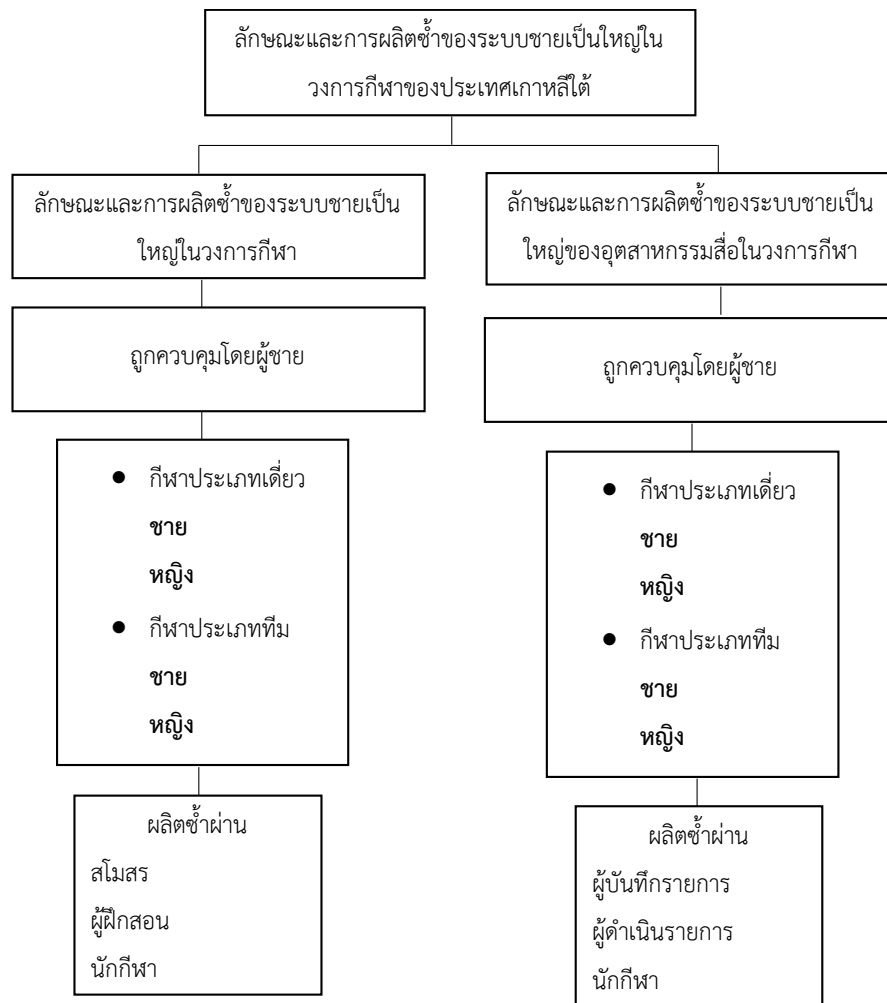 ลักษณะและการผลิตซ้ำของระบบชายเป็นใหญ่ใน
วงการกีฬาของประเทศเกาหลีใต้
ลักษณะและการผลิตซ้ำของระบบชายเป็น
ใหญ่ในวงการกีฬา
ถูกควบคุมโดยผู้ชาย
● กีฬาประเภทเดี่ยว
ชาย
หญิง
● กีฬาประเภททีม
ชาย
หญิง
ผลิตซ้ำผ่าน
สโมสร
ผู้ฝึกสอน
นักกีฬา
ลักษณะและการผลิตซ้ำของระบบชายเป็น
ใหญ่ของอุตสาหกรรมสื่อในวงการกีฬา
ถูกควบคุมโดยผู้ชาย
● กีฬาประเภทเดี่ยว
ชาย
หญิง
● กีฬาประเภททีม
ชาย
หญิง
ผลิตซ้ำผ่าน
ผู้บันทึกรายการ
ผู้ดำเนินรายการ
นักกีฬา